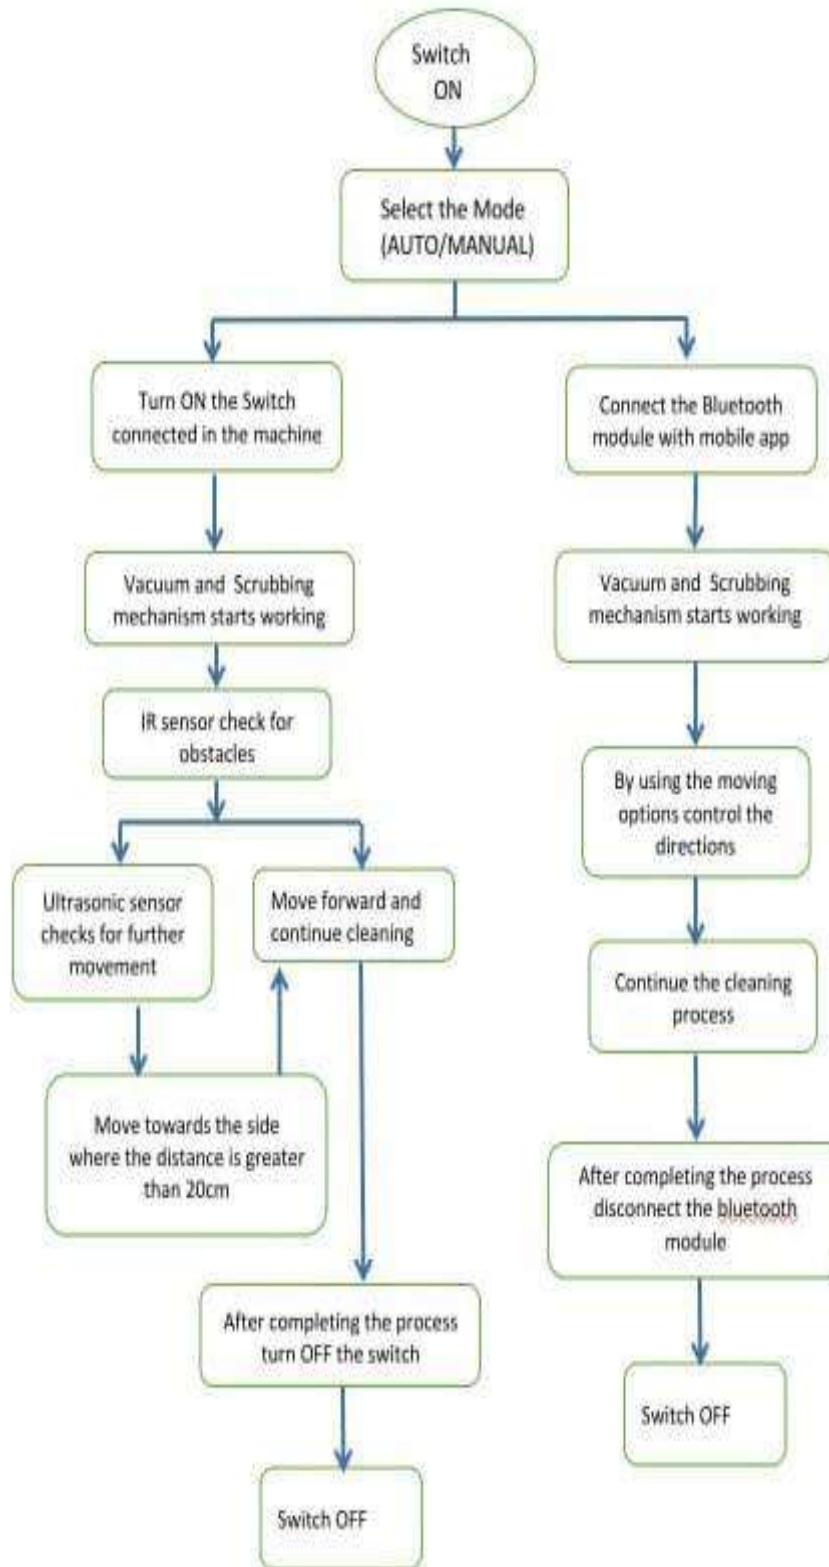 Switch
ON
Select the Mode
(AUTO/MANUAL)
Turn ON the Switch
connected in the machine
Vacuum and Scrubbing
mechanism starts working
IR sensor check for
obstacles
Ultrasonic sensor
checks for further
movement
Move forward and
continue cleaning
Move towards the side
where the distance is greater
than 20cm
After completing the process
turn OFF the switch
Switch OFF
Connect the Bluetooth
module with mobile app
Vacuum and Scrubbing
mechanism starts working
By using the moving
options control the
directions
Continue the cleaning
process
After completing the process
disconnect the bluetooth
module
Switch OFF